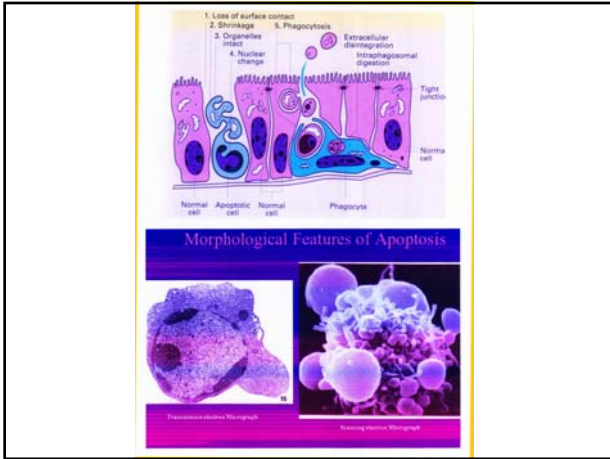 1. Loss of surface contact
2. Shrinkage
3. Organelles
intact
4. Nuclear
change
5. Phagocytosis
Extracellular
disintegration
Intraphagosomal
digestion
Tight
junction
Norma
cell
Normal
cell
Apoptotic
cell
Normal
cell
Phagocyte
Morphological Features of Apoptosis
Transmission electron Micrograph
Scanning electron Micrograph